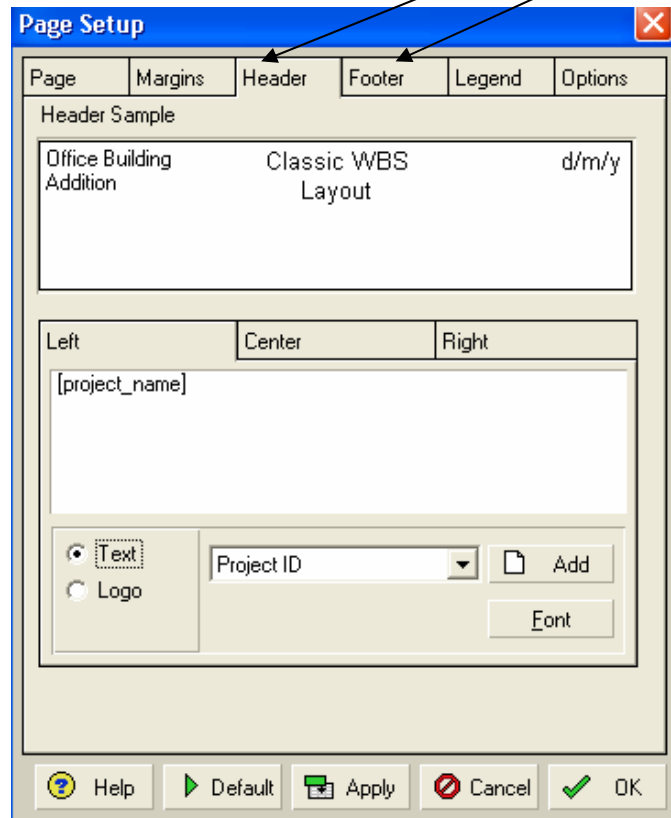 Page Setup
Page Margins Header Footer Legend Options
Header Sample
Office Building Classic WBS d/m/y
Addition Layout
Left Center Right
[project_name]
Text
Project ID Add
Logo
Font
Help Default Apply Cancel OK